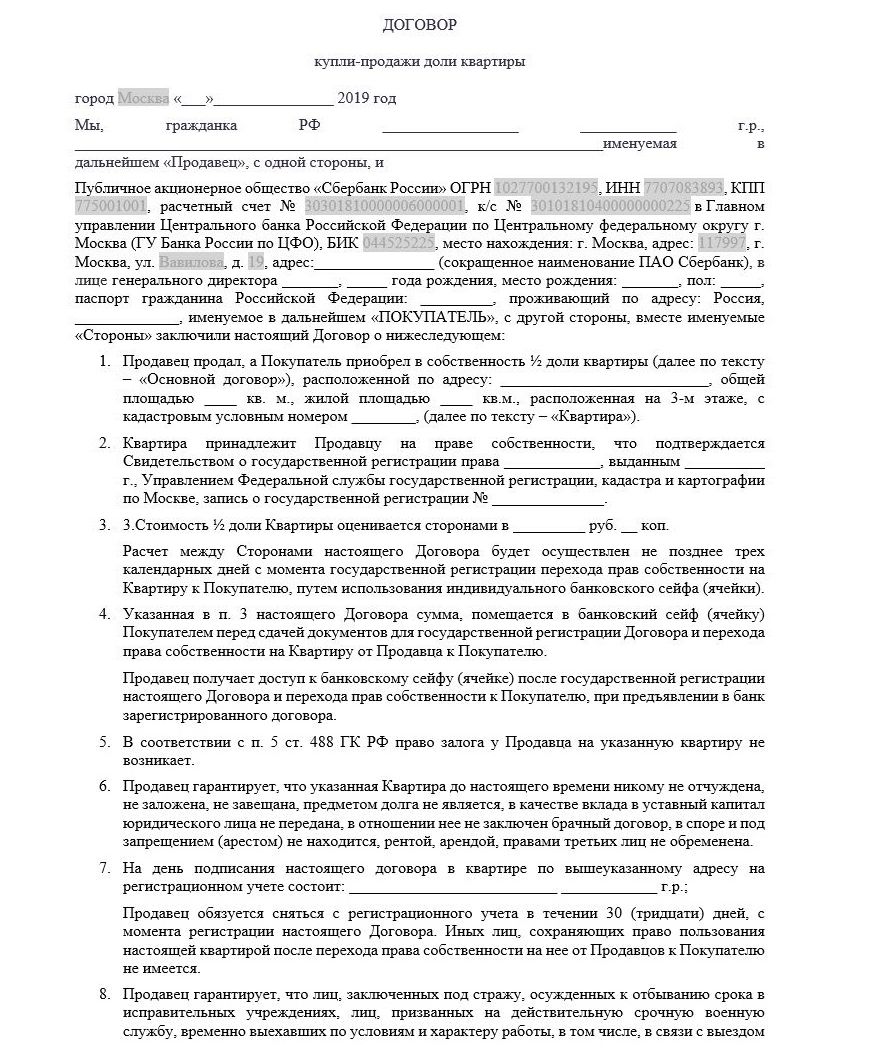 ДОГОВОР
купли-продажи доли квартиры
город Москва «___»________________ 2019 год
Мы, гражданка РФ __________________ _____________ г.р.,
______________________________________________________________________именуемая в
дальнейшем «Продавец», с одной стороны, и
Публичное акционерное общество «Сбербанк России» ОГРН 1027700132195, ИНН 7707083893, КПП
775001001, расчетный счет № 30301810000006000001, к/с № 30101810400000000225 в Главном
управлении Центрального банка Российской Федерации по Центральному федеральному округу г.
Москва (ГУ Банка России по ЦФО), БИК 044525225, место нахождения: г. Москва, адрес: 117997, г.
Москва, ул. Вавилова, д. 19, адрес:________________ (сокращенное наименование ПАО Сбербанк), в
лице генерального директора _______, _____ года рождения, место рождения: _______, пол: _____,
паспорт гражданина Российской Федерации: _________, проживающий по адресу: Россия,
______________, именуемое в дальнейшем «ПОКУПАТЕЛЬ», с другой стороны, вместе именуемые
«Стороны» заключили настоящий Договор о нижеследующем:
1. Продавец продал, а Покупатель приобрел в собственность ½ доли квартиры (далее по тексту
– «Основной договор»), расположенной по адресу: ____________________________, общей
площадью ____ кв. м., жилой площадью ____ кв.м., расположенная на 3-м этаже, с
кадастровым условным номером ________, (далее по тексту – «Квартира»).
2. Квартира принадлежит Продавцу на праве собственности, что подтверждается
Свидетельством о государственной регистрации права ____________, выданным __________
г., Управлением Федеральной службы государственной регистрации, кадастра и картографии
по Москве, запись о государственной регистрации № _______________.
3. 3.Стоимость ½ доли Квартиры оценивается сторонами в _________ руб. __ коп.
Расчет между Сторонами настоящего Договора будет осуществлен не позднее трех
календарных дней с момента государственной регистрации перехода прав собственности на
Квартиру к Покупателю, путем использования индивидуального банковского сейфа (ячейки).
4. Указанная в п. 3 настоящего Договора сумма, помещается в банковский сейф (ячейку)
Покупателем перед сдачей документов для государственной регистрации Договора и перехода
права собственности на Квартиру от Продавца к Покупателю.
Продавец получает доступ к банковскому сейфу (ячейке) после государственной регистрации
настоящего Договора и перехода прав собственности к Покупателю, при предъявлении в банк
зарегистрированного договора.
5. В соответствии с п. 5 ст. 488 ГК РФ право залога у Продавца на указанную квартиру не
возникает.
6. Продавец гарантирует, что указанная Квартира до настоящего времени никому не отчуждена,
не заложена, не завещана, предметом долга не является, в качестве вклада в уставный капитал
юридического лица не передана, в отношении нее не заключен брачный договор, в споре и под
запрещением (арестом) не находится, рентой, арендой, правами третьих лиц не обременена.
7. На день подписания настоящего договора в квартире по вышеуказанному адресу на
регистрационном учете состоит: ____________________________ _____________ г.р.;
Продавец обязуется сняться с регистрационного учета в течении 30 (тридцати) дней, с
момента регистрации настоящего Договора. Иных лиц, сохраняющих право пользования
настоящей квартирой после перехода права собственности на нее от Продавцов к Покупателю
не имеется.
8. Продавец гарантирует, что лиц, заключенных под стражу, осужденных к отбыванию срока в
исправительных учреждениях, лиц, призванных на действительную срочную военную
службу, временно выехавших по условиям и характеру работы, в том числе, в связи с выездом